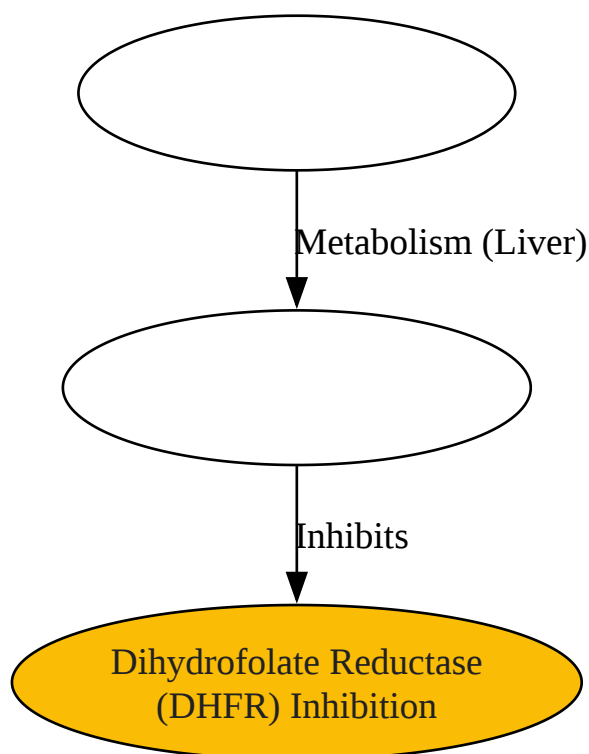 Metabolism (Liver)
Inhibits
Dihydrofolate Reductase
(DHFR) Inhibition